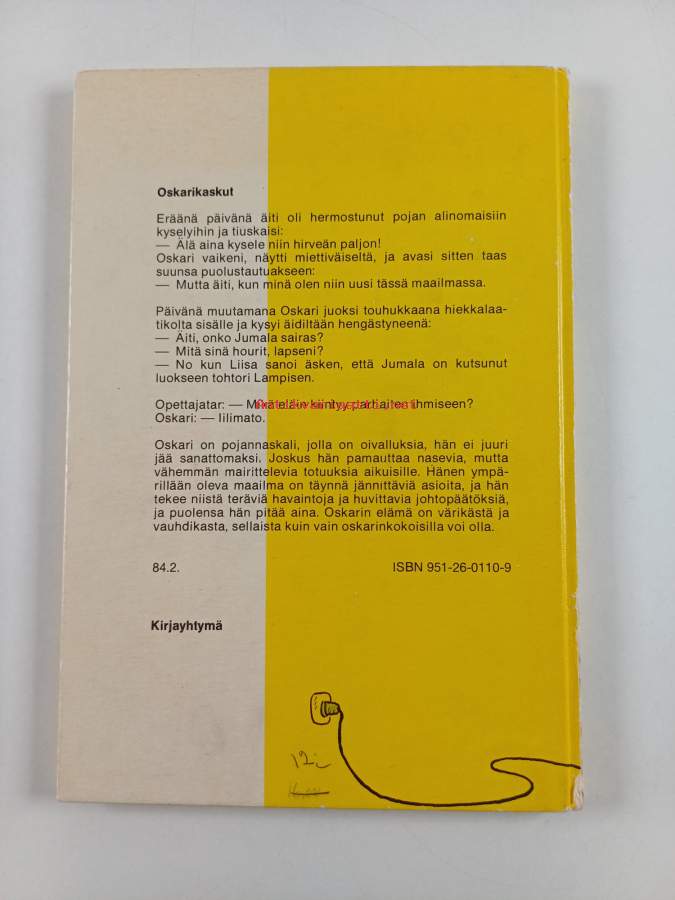 Oskarikaskut
Eräänä päivänä äiti oli hermostunut pojan alinomaisiin
kyselyihin ja tiuskaisi:
— Älä aina kysele niin hirveän paljon!
Oskari vaikeni, näytti miettiväiseltä, ja avasi sitten taas
suunsa puolustautuakseen:
— Mutta äiti, kun minä olen niin uusi tässä maailmassa.
Päivänä muutamana Oskari juoksi touhukkaana hiekkalaa-
tikolta sisälle ja kysyi äidiltään hengästyneenä:
— Äiti, onko Jumala sairas?
— Mitä sinä hourit, lapseni?
— No kun Liisa sanoi äsken, että Jumala on kutsunut
luokseen tohtori Lampisen.
Opettajatar: — Mikä eläin kiintyy parhaiten ihmiseen?
Oskari: — Iilimato.
Oskari on pojannaskali, jolla on oivalluksia, hän ei juuri
jää sanattomaksi. Joskus hän pamauttaa nasevia, mutta
vähemmän mairittelevia totuuksia aikuisille. Hänen ympä-
rillään oleva maailma on täynnä jännittäviä asioita, ja hän
tekee niistä teräviä havaintoja ja huvittavia johtopäätöksiä,
ja puolensa hän pitää aina. Oskarin elämä on värikästä ja
vauhdikasta, sellaista kuin vain oskarinkokoisilla voi olla.
84.2. ISBN 951-26-0110-9
Kirjayhtymä
12:-